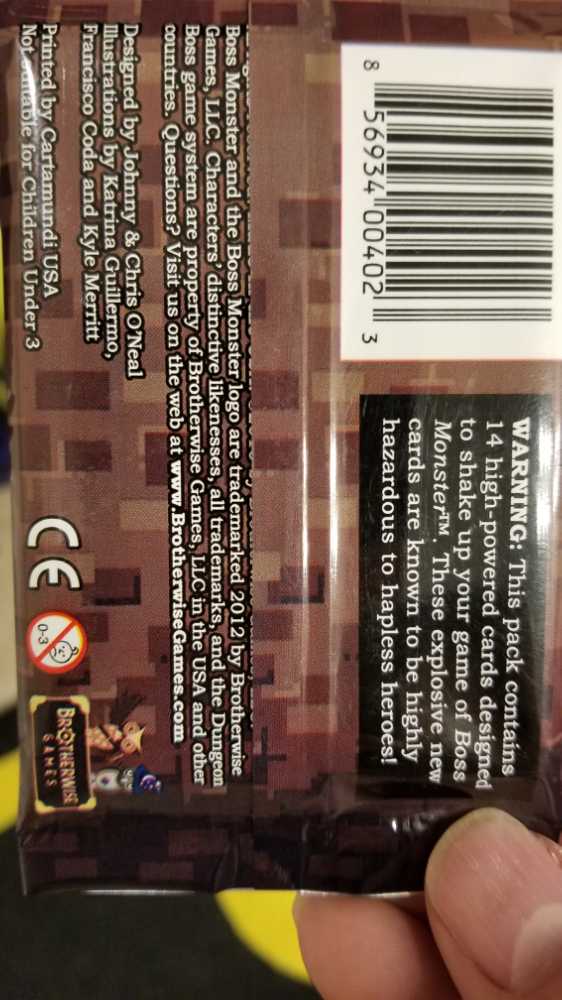 8 56934 00402 3
WARNING: This pack contains
14 high-powered cards designed
to shake up your game of Boss
Monster™. These explosive new
cards are known to be highly
hazardous to hapless heroes!
Boss Monster and the Boss Monster logo are trademarked 2012 by Brotherwise
Games, LLC. Characters' distinctive likenesses, all trademarks, and the Dungeon
Boss game system are property of Brotherwise Games, LLC in the USA and other
countries. Questions? Visit us on the web at www.BrotherwiseGames.com
Designed by Johnny & Chris O'Neal
Illustrations by Katrina Guillermo,
Francisco Coda and Kyle Merritt
Printed by Cartamundi USA
Not suitable for Children Under 3
CE
0-3
BROTHERWISE
GAMES